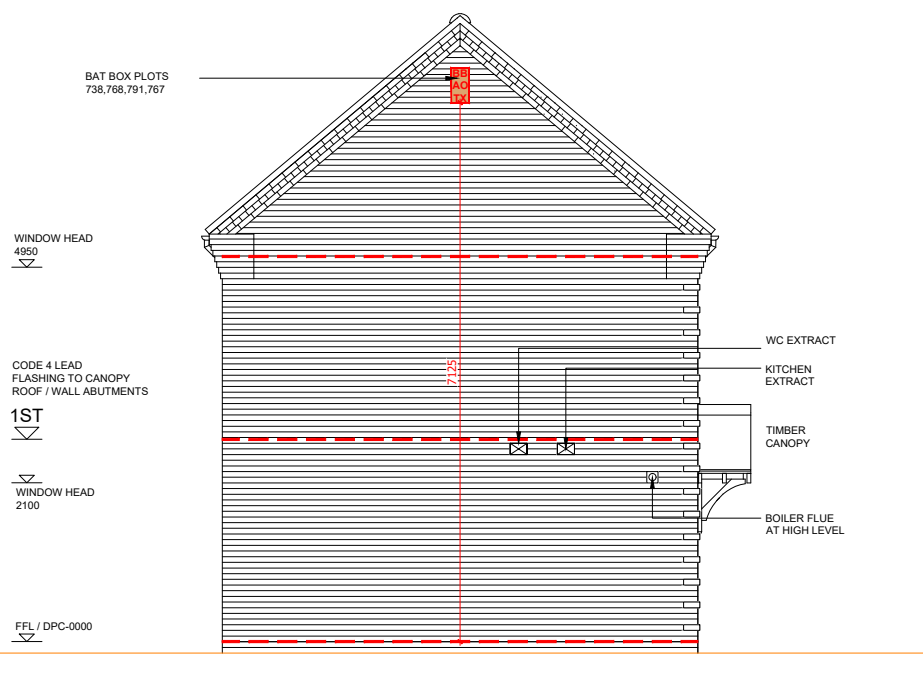 BAT BOX PLOTS
738,768,791,767
BB
AO
TX
WINDOW HEAD
4950
WC EXTRACT
KITCHEN
EXTRACT
CODE 4 LEAD
FLASHING TO CANOPY
ROOF / WALL ABUTMENTS
7125
1ST
TIMBER
CANOPY
WINDOW HEAD
2100
BOILER FLUE
AT HIGH LEVEL
FFL / DPC-0000